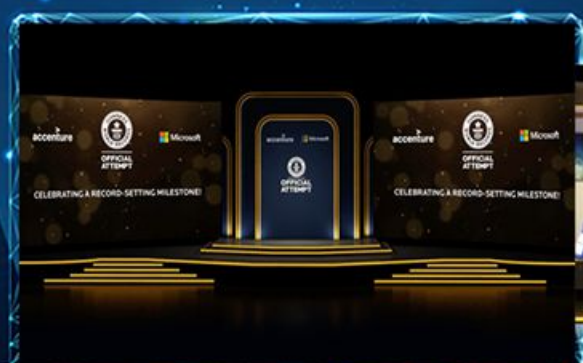 accenture
Microsoft
OFFICIAL
ATTEMPT
CELEBRATING A RECORD-SETTING MILESTONE!
accenture
Microsoft
OFFICIAL
ATTEMPT
accenture
Microsoft
OFFICIAL
ATTEMPT
CELEBRATING A RECORD-SETTING MILESTONE!